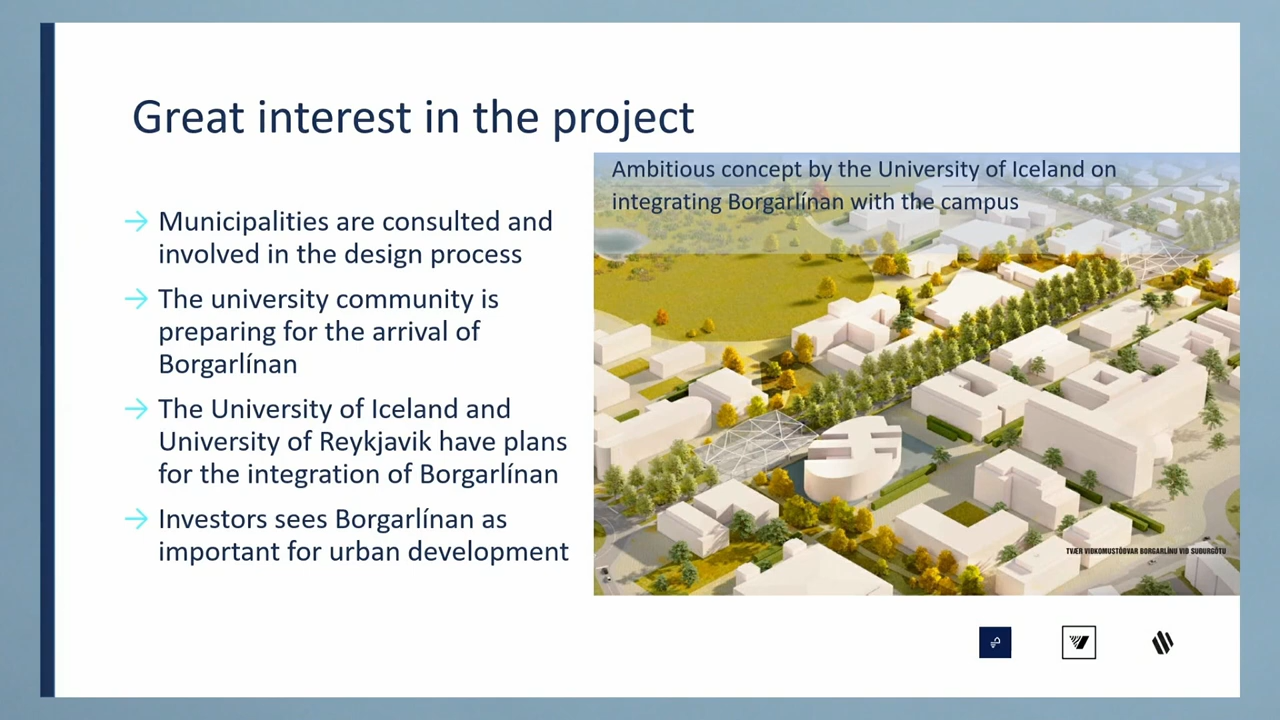 Great interest in the project
Ambitious concept by the University of Iceland on
integrating Borgarlínan with the campus
→ Municipalities are consulted and
involved in the design process
→ The university community is
preparing for the arrival of
Borgarlínan
→ The University of Iceland and
University of Reykjavik have plans
for the integration of Borgarlínan
→ Investors sees Borgarlínan as
important for urban development
TVÆR VIÐKOMUSTÖÐVAR BORGARLÍNU VIÐ SUÐURGÖTU